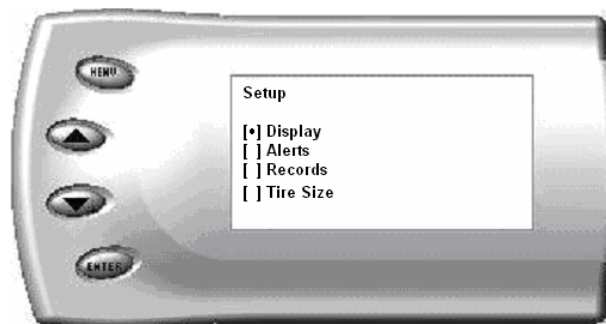 MENU
Setup
[•] Display
[ ] Alerts
[ ] Records
[ ] Tire Size
ENTER